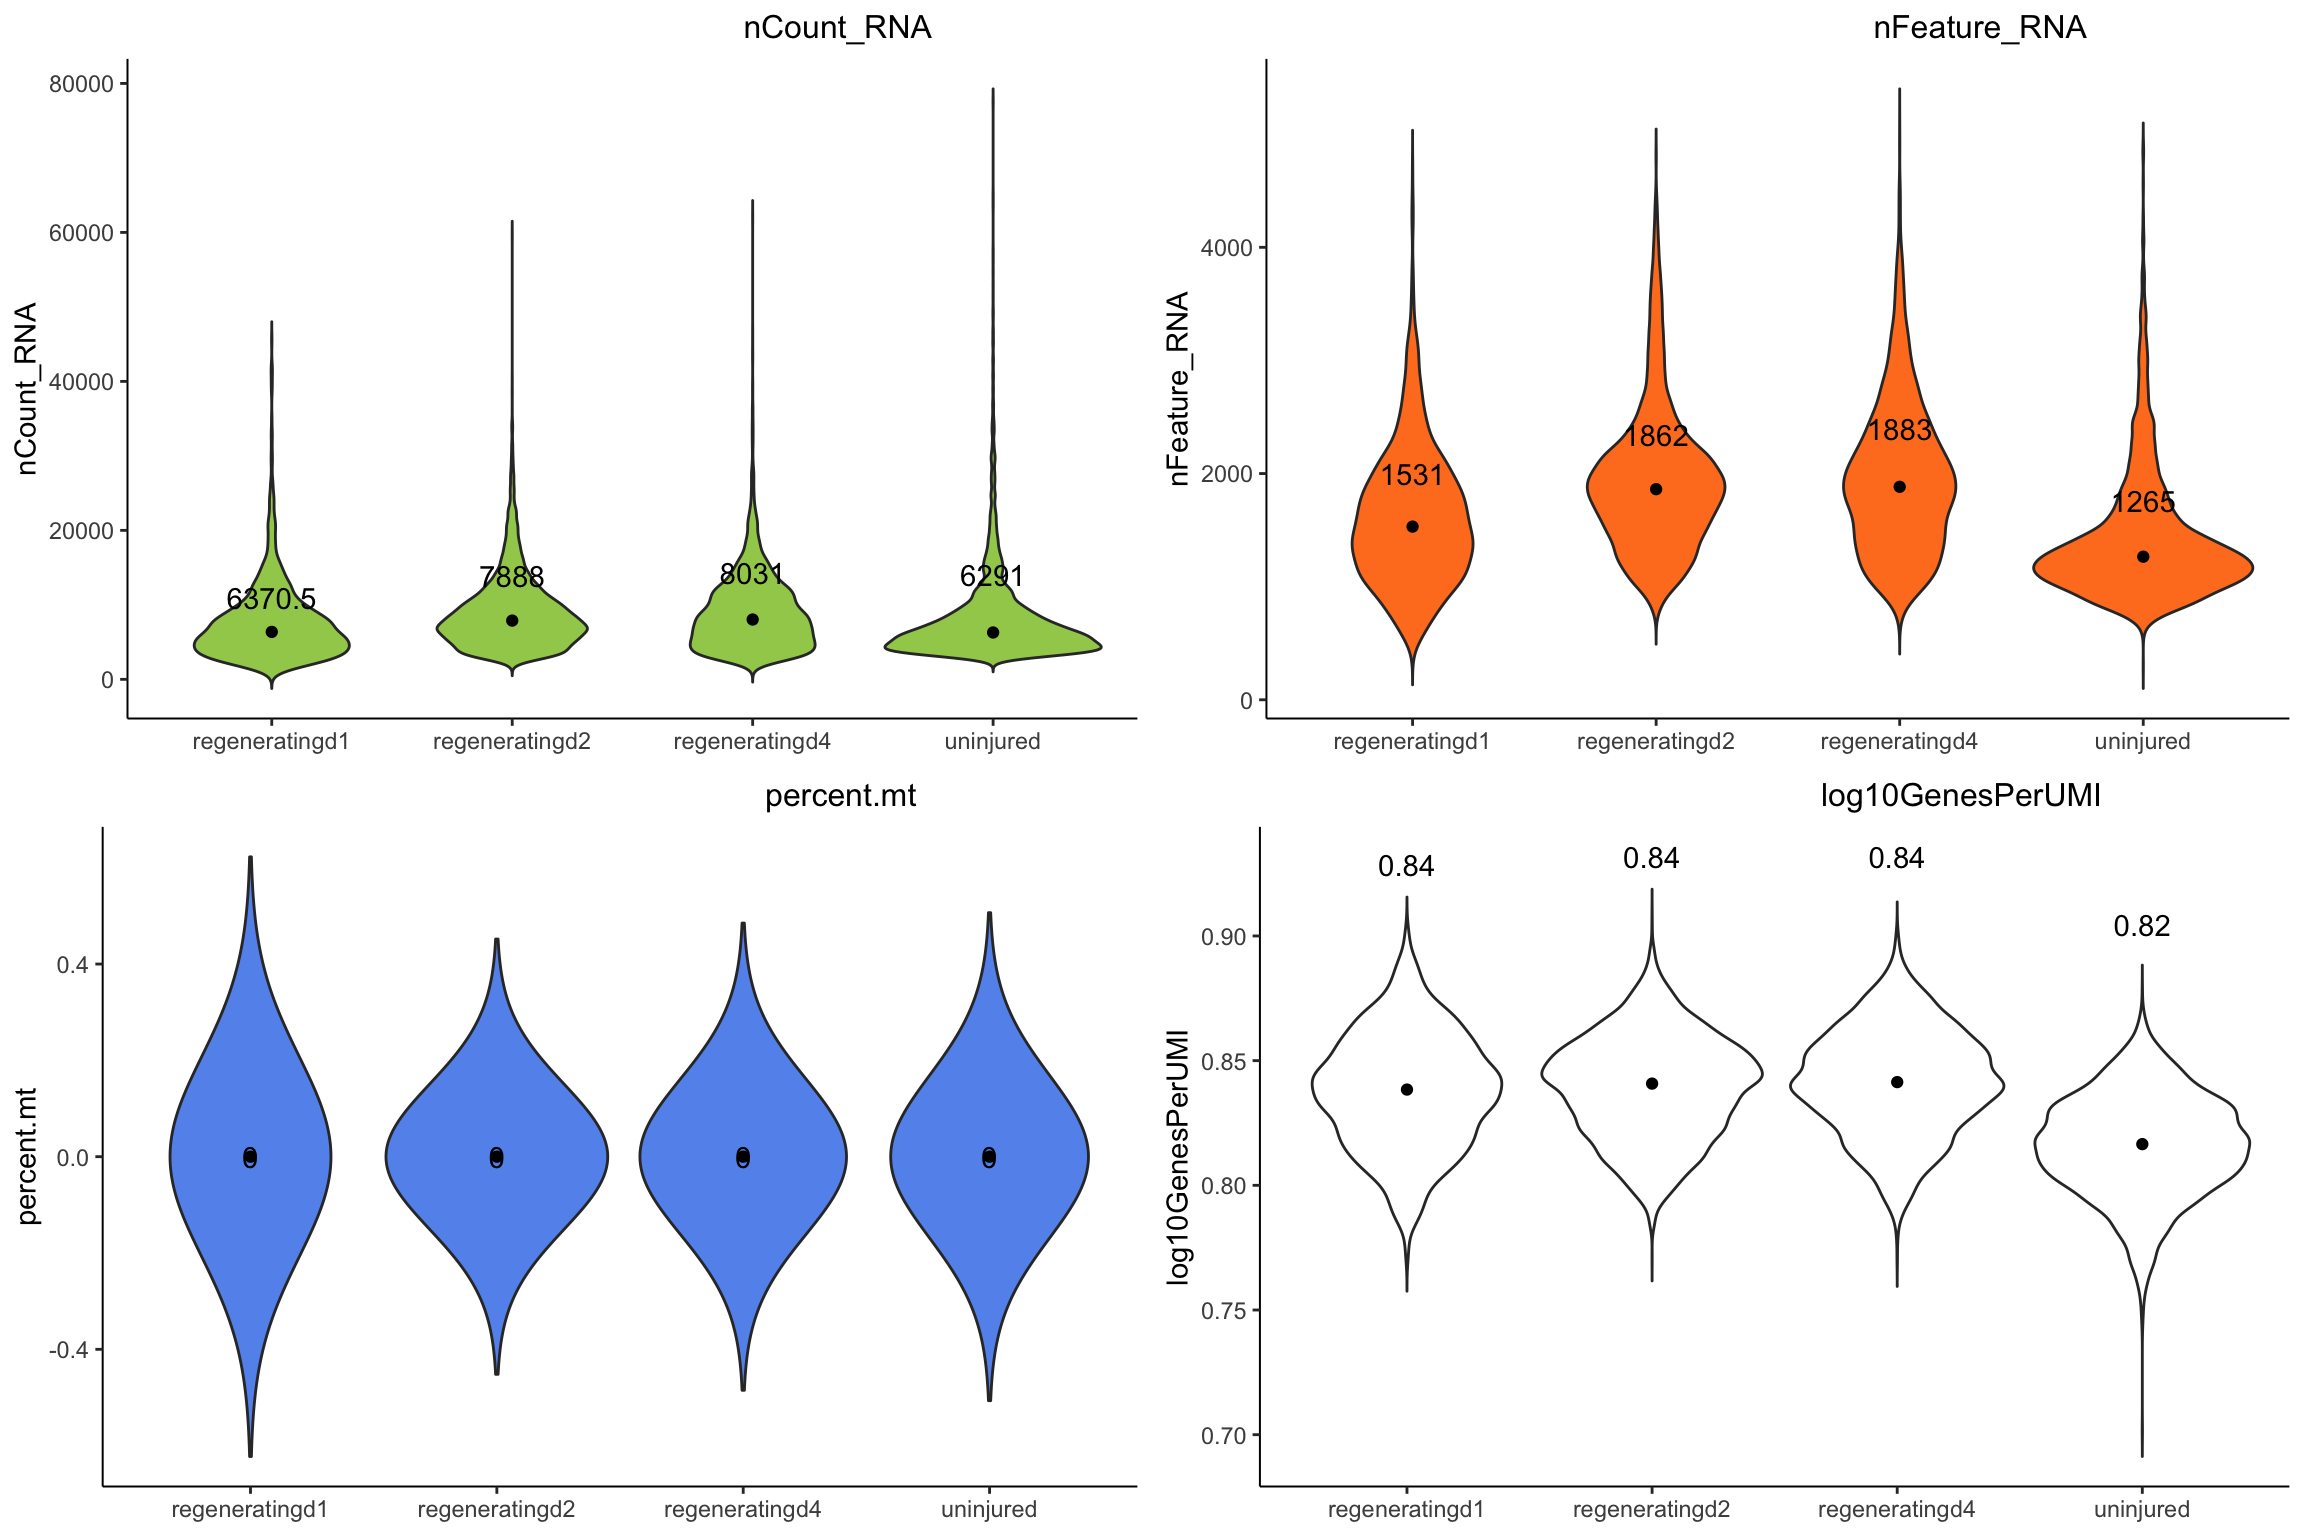 nCount_RNA
nCount_RNA
80000
60000
40000
20000
0
6370.5
7888
8031
6291
regeneratingd1
regeneratingd2
regeneratingd4
uninjured
nFeature_RNA
nFeature_RNA
4000
2000
0
1531
1862
1883
1265
regeneratingd1
regeneratingd2
regeneratingd4
uninjured
percent.mt
percent.mt
0.4
0.0
-0.4
0
0
0
0
regeneratingd1
regeneratingd2
regeneratingd4
uninjured
log10GenesPerUMI
log10GenesPerUMI
0.90
0.85
0.80
0.75
0.70
0.84
0.84
0.84
0.82
regeneratingd1
regeneratingd2
regeneratingd4
uninjured